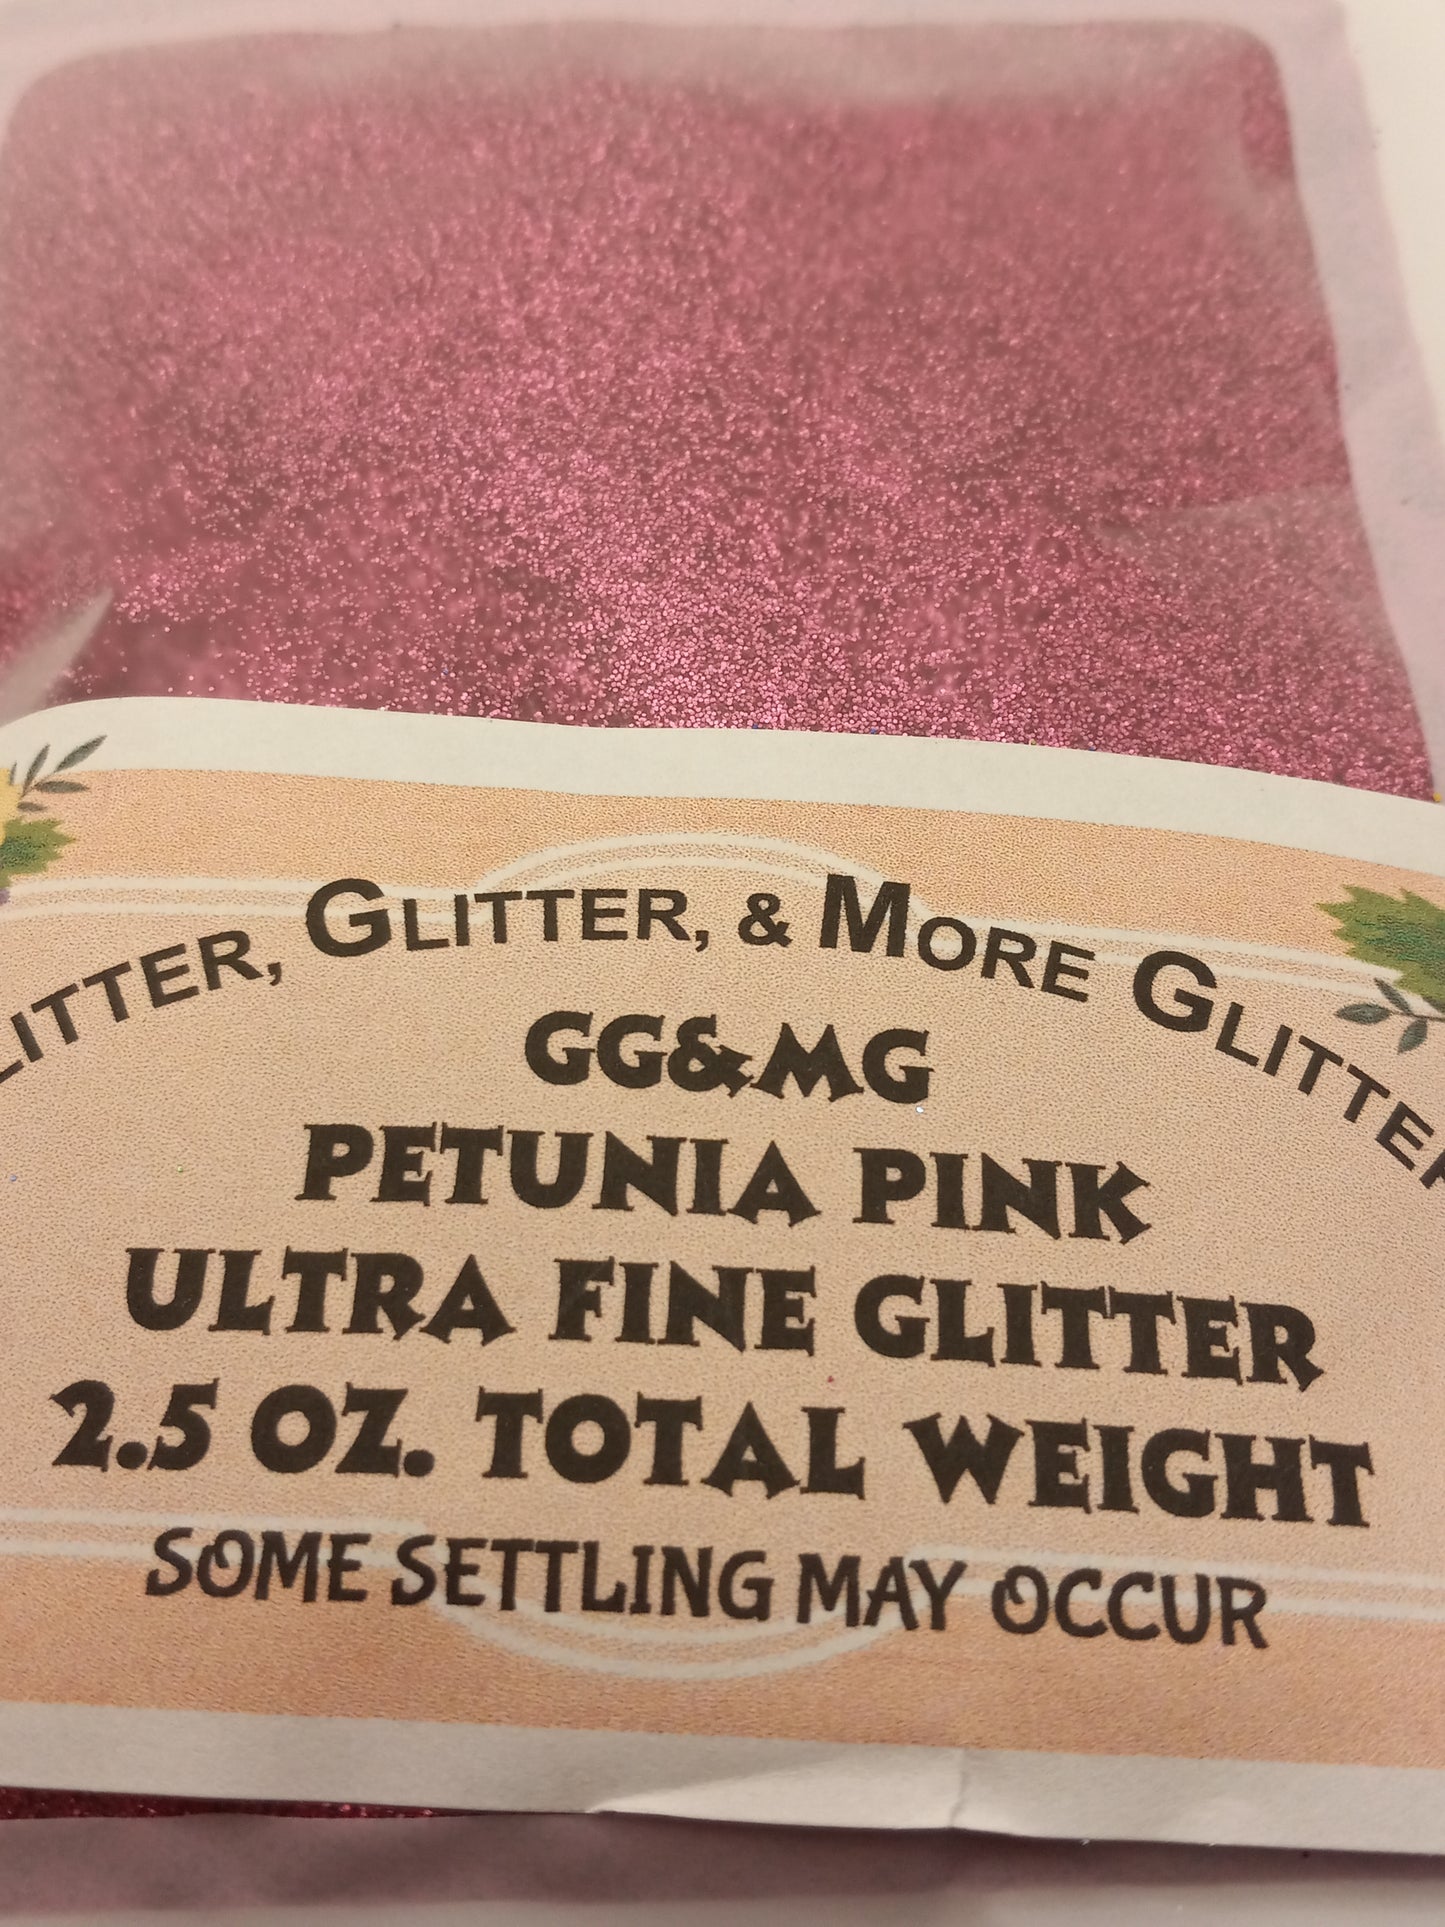 LITTER, GLITTER, & MORE GLITTER
GG&MG
PETUNIA PINK
ULTRA FINE GLITTER
2.5 OZ. TOTAL WEIGHT
SOME SETTLING MAY OCCUR